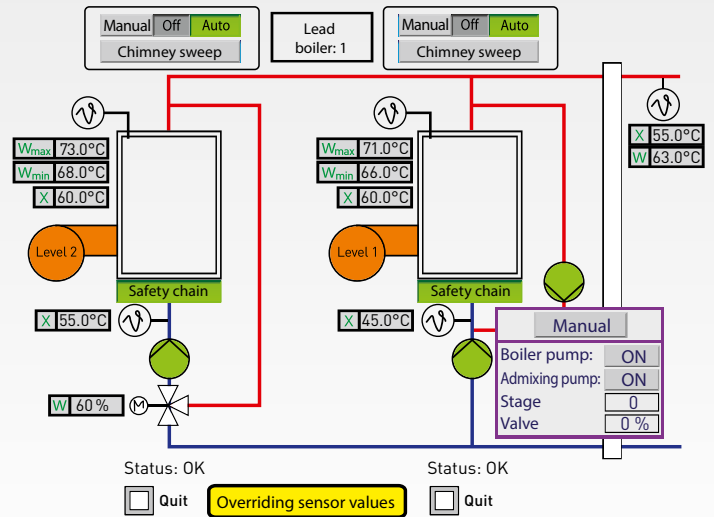 Manual Off Auto
Chimney sweep
Lead
boiler: 1
Manual Off Auto
Chimney sweep
Wmax 73.0°C
Wmin 68.0°C
X 60.0°C
Level 2
Safety chain
X 55.0°C
W 60 %
M
Wmax 71.0°C
Wmin 66.0°C
X 60.0°C
Level 1
Safety chain
X 45.0°C
X 55.0°C
W 63.0°C
Manual
Boiler pump: ON
Admixing pump: ON
Stage 0
Valve 0 %
Status: OK
Quit
Overriding sensor values
Status: OK
Quit